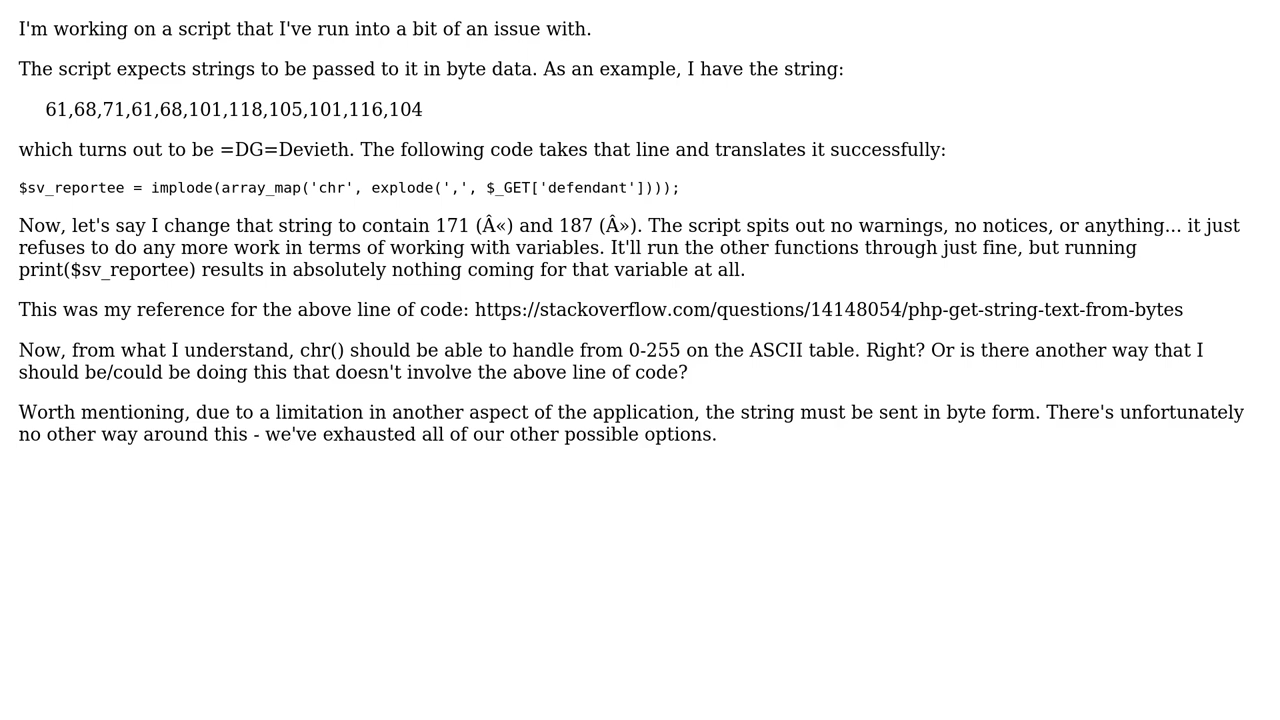 I'm working on a script that I've run into a bit of an issue with.
The script expects strings to be passed to it in byte data. As an example, I have the string:
61,68,71,61,68,101,118,105,101,116,104
which turns out to be =DG=Devieth. The following code takes that line and translates it successfully:
$sv_reportee = implode(array_map('chr', explode(',', $_GET['defendant'])));
Now, let's say I change that string to contain 171 (Â«) and 187 (Â»). The script spits out no warnings, no notices, or anything... it just
refuses to do any more work in terms of working with variables. It'll run the other functions through just fine, but running
print($sv_reportee) results in absolutely nothing coming for that variable at all.
This was my reference for the above line of code: https://stackoverflow.com/questions/14148054/php-get-string-text-from-bytes
Now, from what I understand, chr() should be able to handle from 0-255 on the ASCII table. Right? Or is there another way that I
should be/could be doing this that doesn't involve the above line of code?
Worth mentioning, due to a limitation in another aspect of the application, the string must be sent in byte form. There's unfortunately
no other way around this - we've exhausted all of our other possible options.